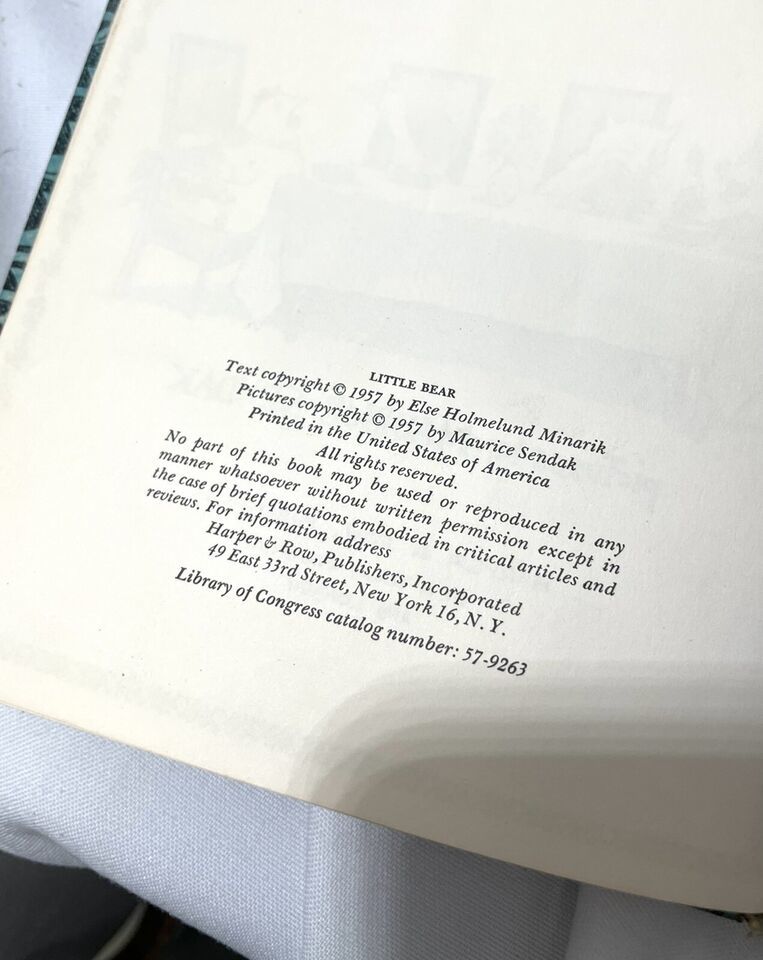 LITTLE BEAR
Text copyright © 1957 by Else Holmelund Minarik
Pictures copyright © 1957 by Maurice Sendak
Printed in the United States of America
All rights reserved.
No part of this book may be used or reproduced in any
manner whatsoever without written permission except in
the case of brief quotations embodied in critical articles and
reviews. For information address
Harper & Row, Publishers, Incorporated
49 East 33rd Street, New York 16, N. Y.
Library of Congress catalog number: 57-9263